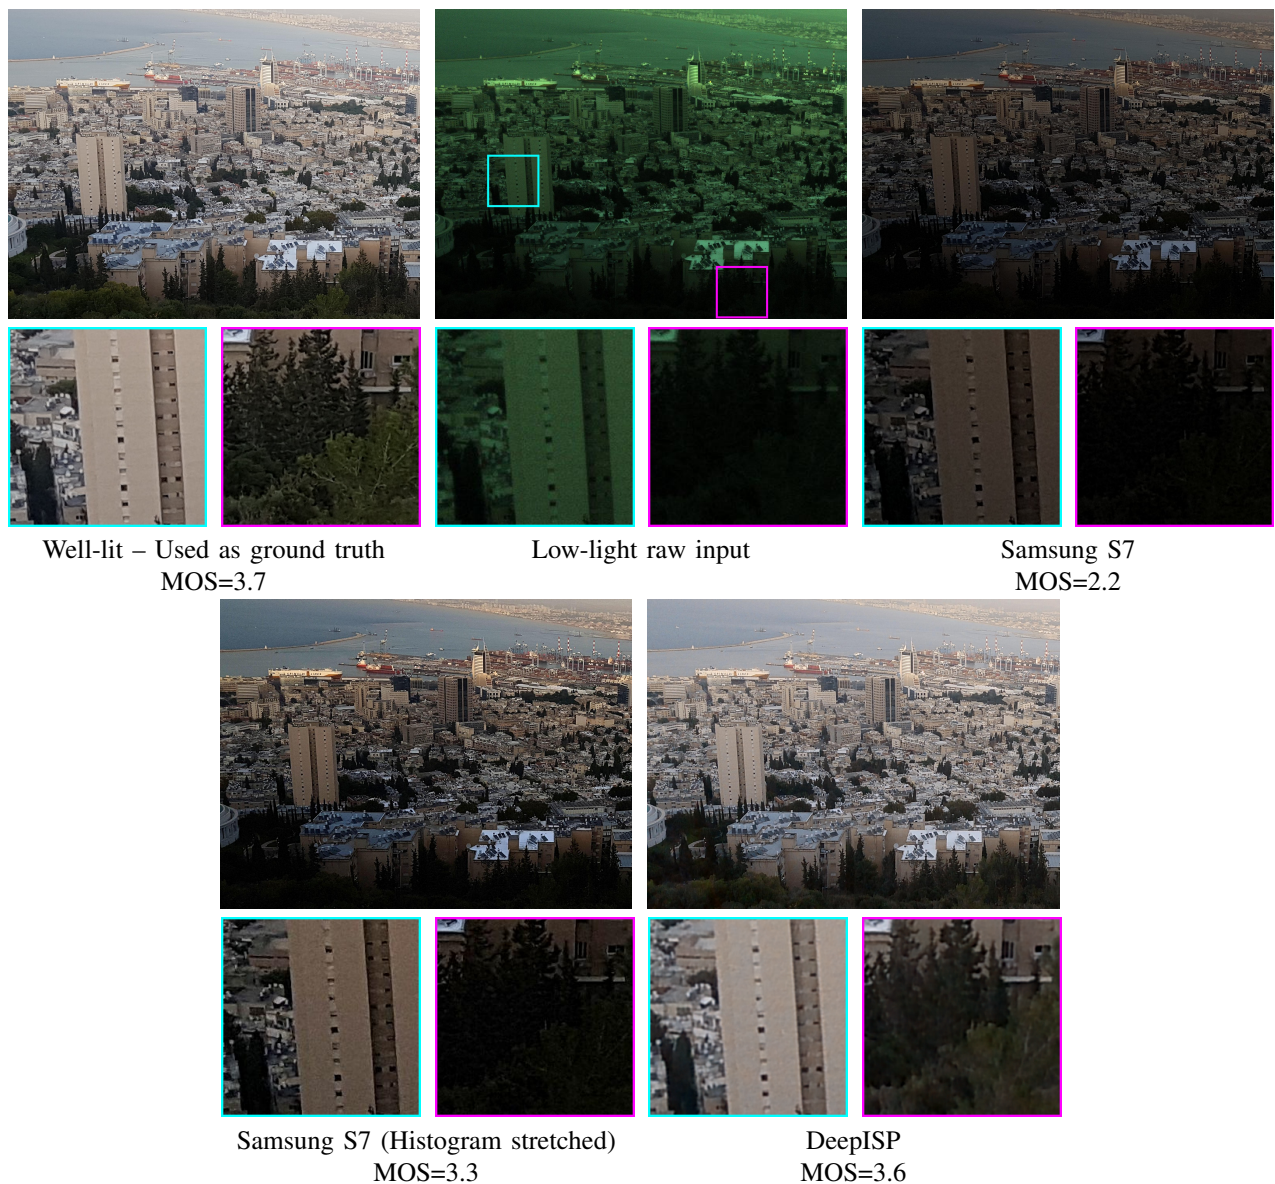 Well-lit – Used as ground truth
MOS=3.7
Low-light raw input
Samsung S7
MOS=2.2
Samsung S7 (Histogram stretched)
MOS=3.3
DeepISP
MOS=3.6